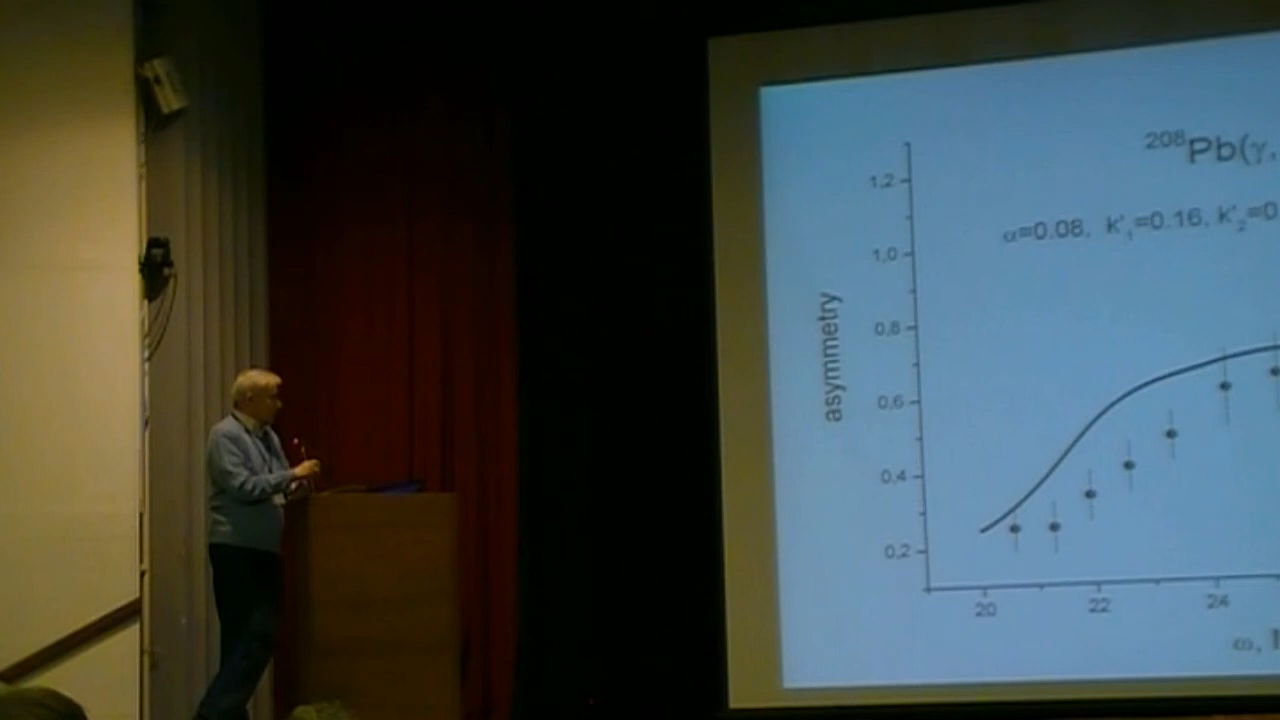 208Pb(γ,
α=0.08, k'1=0.16, k'2=0
asymmetry
1,2
1,0
0,8
0,6
0,4
0,2
20 22 24
ω,